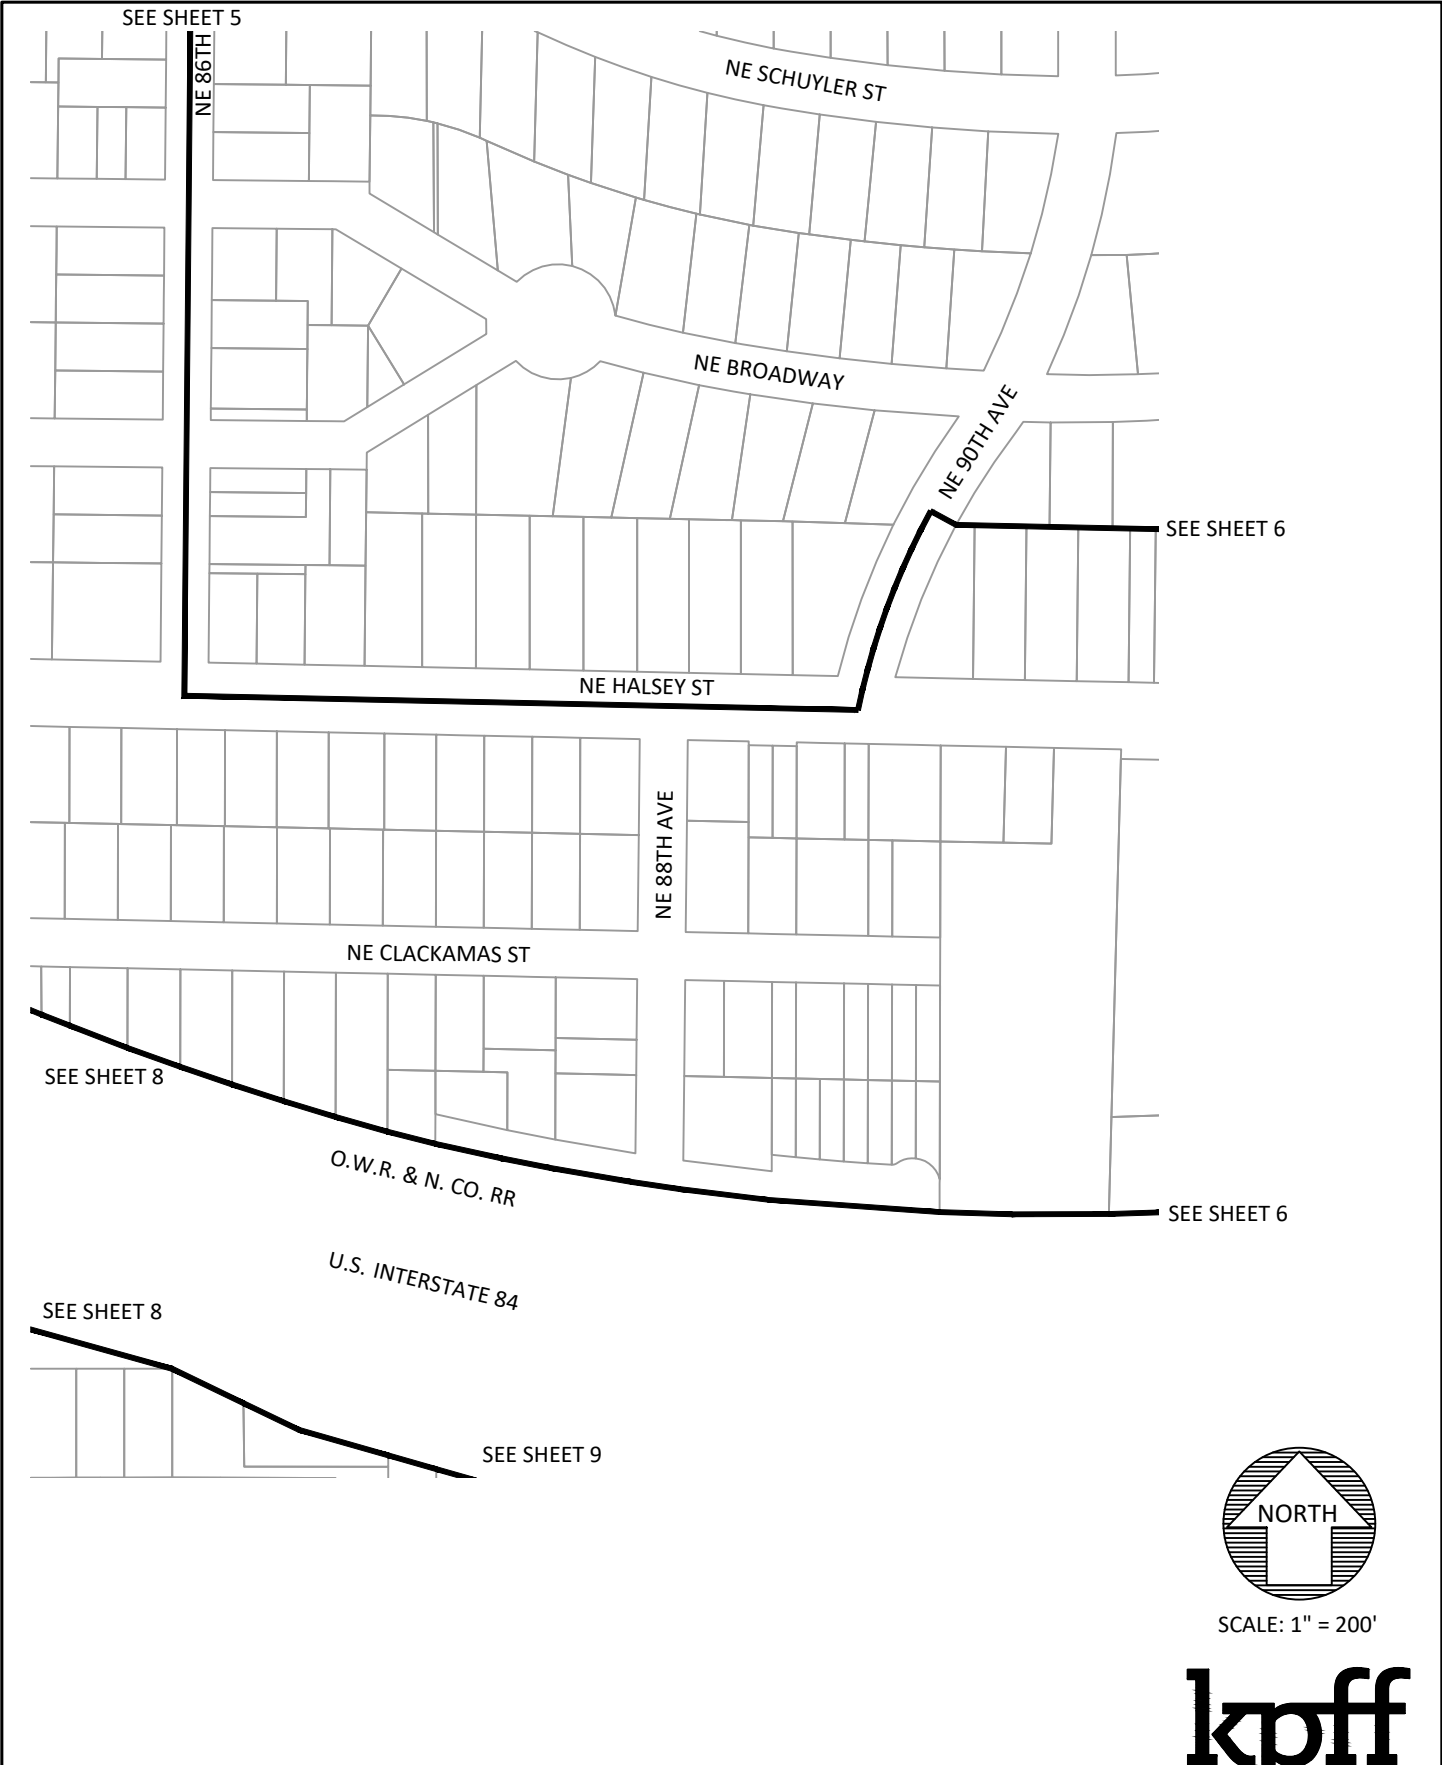 SEE SHEET 5
NE 86TH
NE SCHUYLER ST
NE BROADWAY
NE 90TH AVE
SEE SHEET 6
NE HALSEY ST
NE 88TH AVE
NE CLACKAMAS ST
SEE SHEET 8
O.W.R. & N. CO. RR
SEE SHEET 6
U.S. INTERSTATE 84
SEE SHEET 8
SEE SHEET 9
NORTH
SCALE: 1" = 200'
kpff